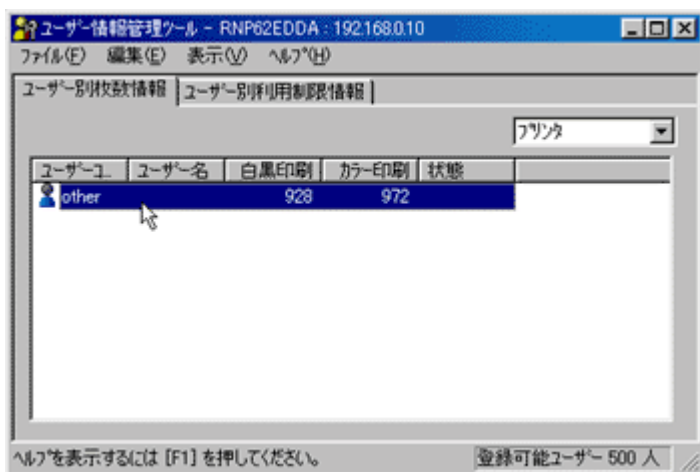 ユーザー情報管理ツール - RNP62EDDA : 192.168.0.10
ファイル(F) 編集(E) 表示(V) ヘルプ(H)
ユーザー別枚数情報 ユーザー別利用制限情報
プリンタ
ユーザーコ... ユーザー名 白黒印刷 カラー印刷 状態
other 928 972
ヘルプを表示するには [F1] を押してください。 登録可能ユーザー 500 人